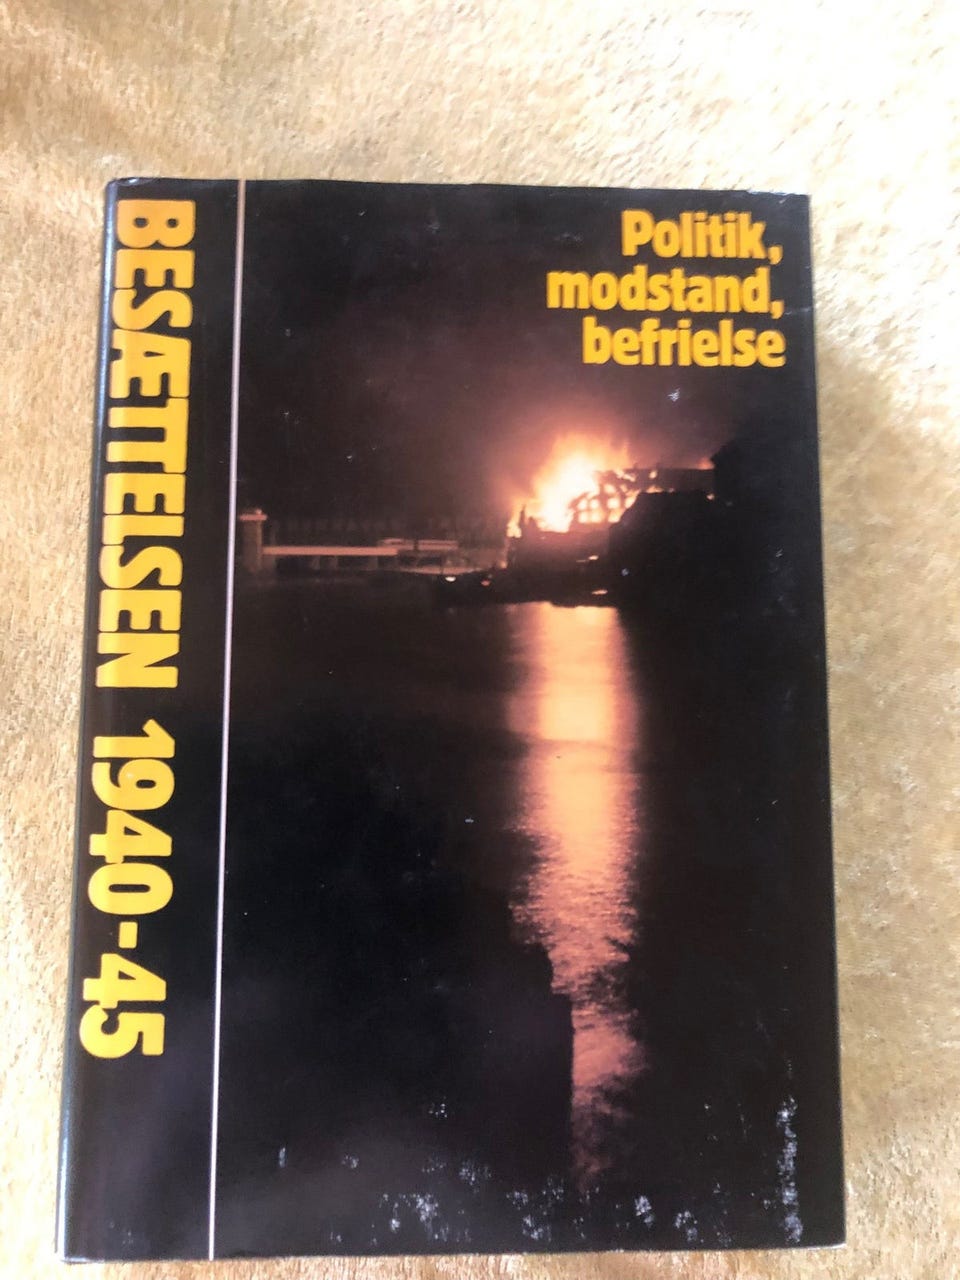 BESÆTTELSEN 1940-45
Politik,
modstand,
befrielse